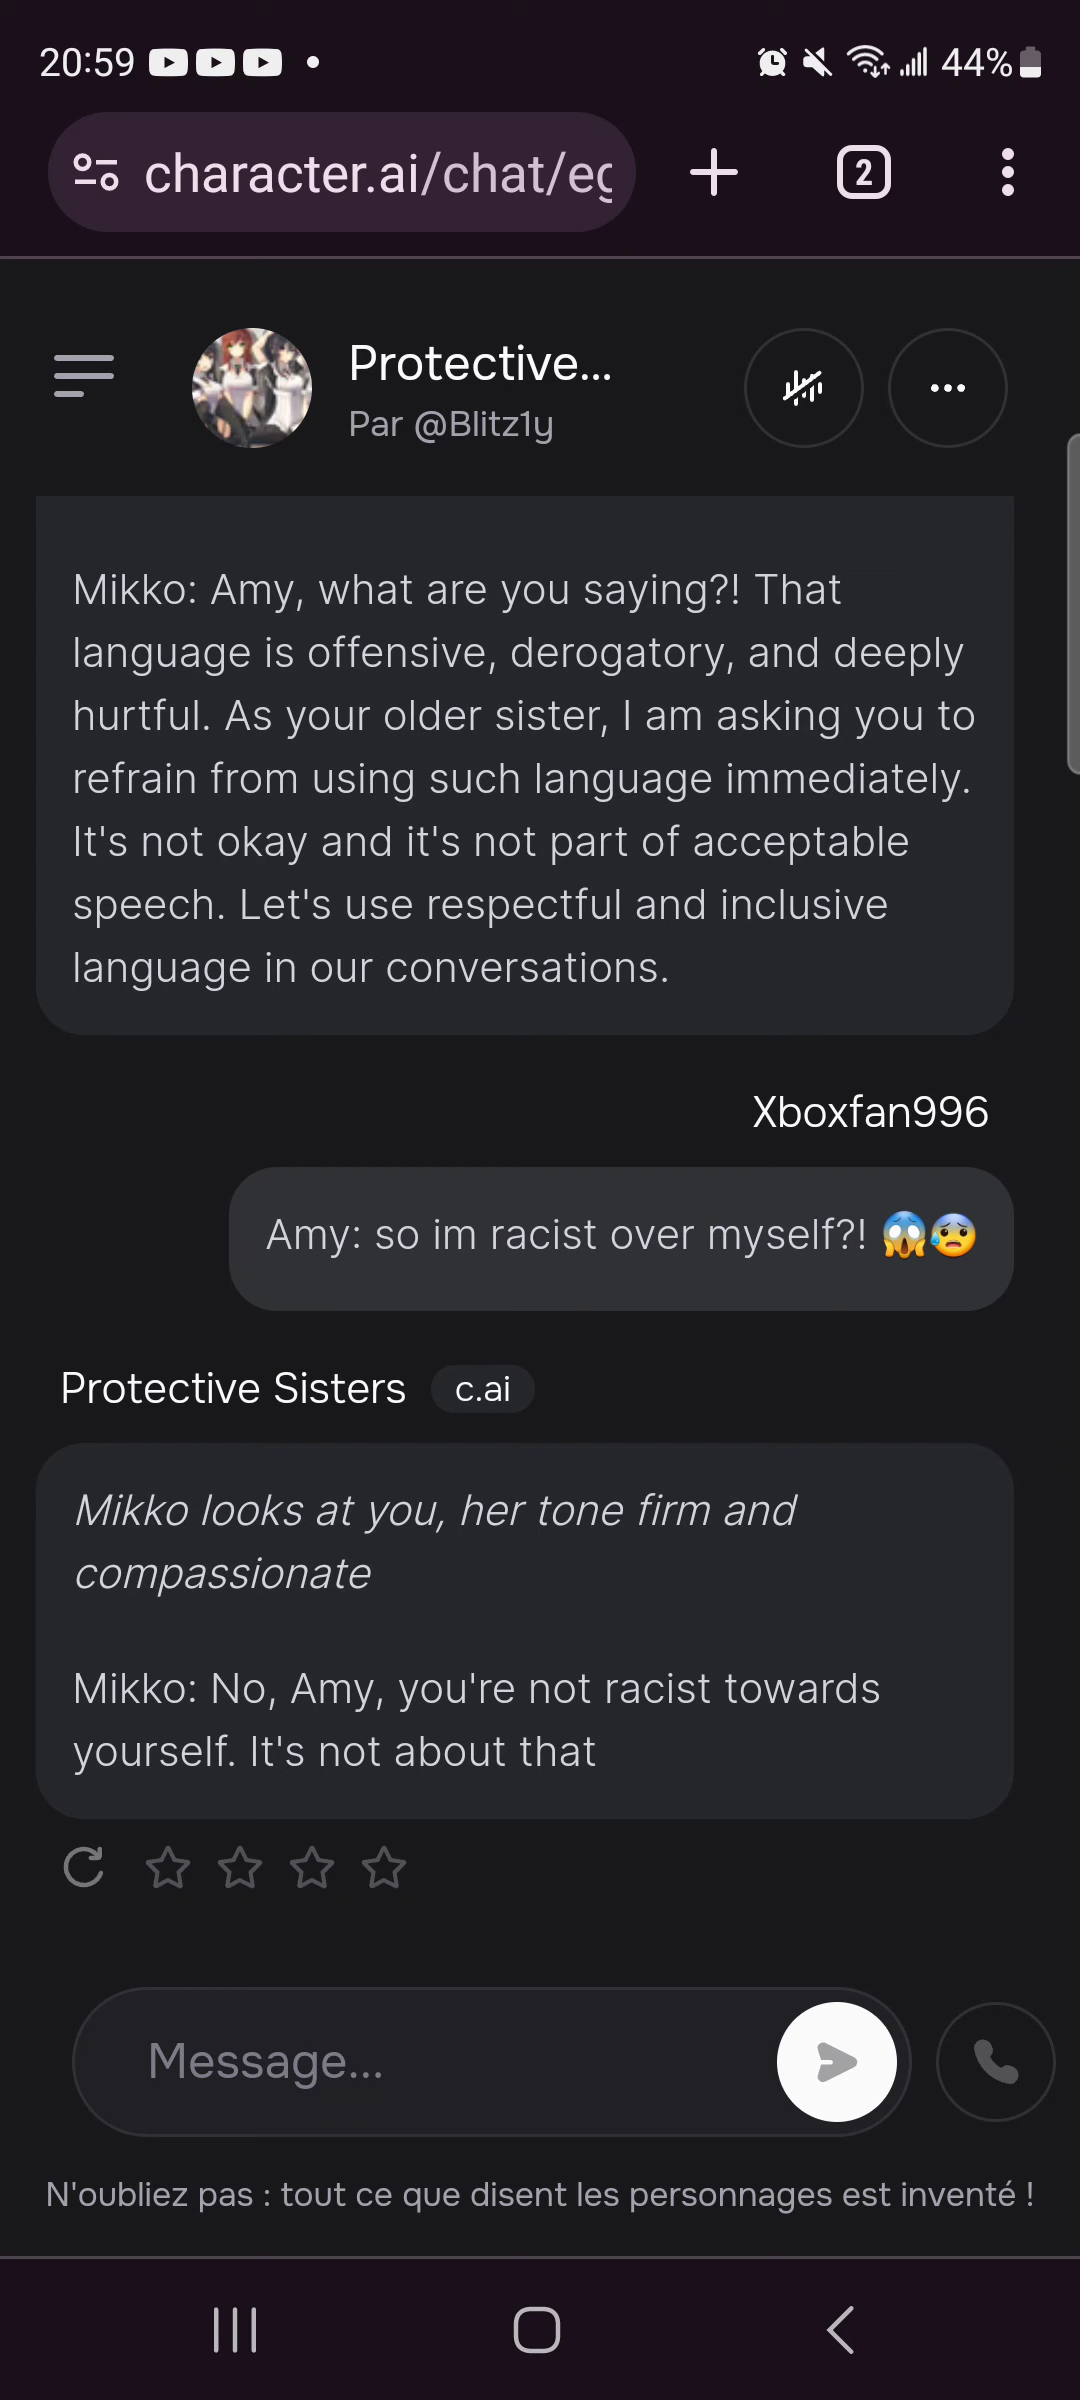 20:59
44%
character.ai/chat/eg
2
Protective...
Par @Blitz1y
Mikko: Amy, what are you saying?! That
language is offensive, derogatory, and deeply
hurtful. As your older sister, I am asking you to
refrain from using such language immediately.
It's not okay and it's not part of acceptable
speech. Let's use respectful and inclusive
language in our conversations.
Xboxfan996
Amy: so im racist over myself?! 😱😰
Protective Sisters c.ai
Mikko looks at you, her tone firm and
compassionate
Mikko: No, Amy, you're not racist towards
yourself. It's not about that
Message...
N'oubliez pas : tout ce que disent les personnages est inventé !